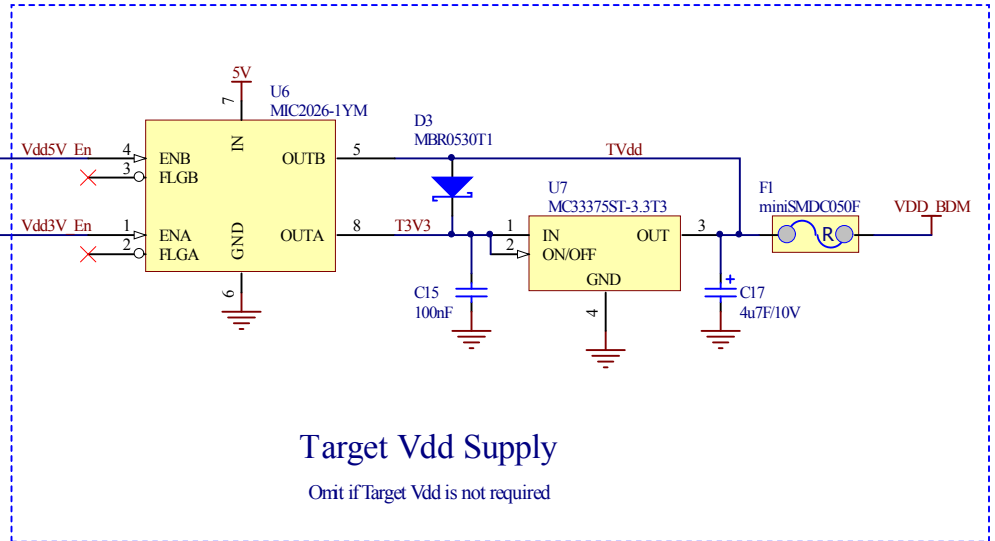 5V
U6
MIC2026-1YM
7
IN
Vdd5V_En
4
ENB
3
FLGB
OUTB
5
Vdd3V_En
1
ENA
2
FLGA
GND
OUTA
8
6
D3
MBR0530T1
TVdd
T3V3
U7
MC33375ST-3.3T3
1
IN
2
ON/OFF
OUT
3
GND
4
C15
100nF
+
C17
4u7F/10V
F1
miniSMDC050F
R
VDD_BDM
Target Vdd Supply
Omit if Target Vdd is not required